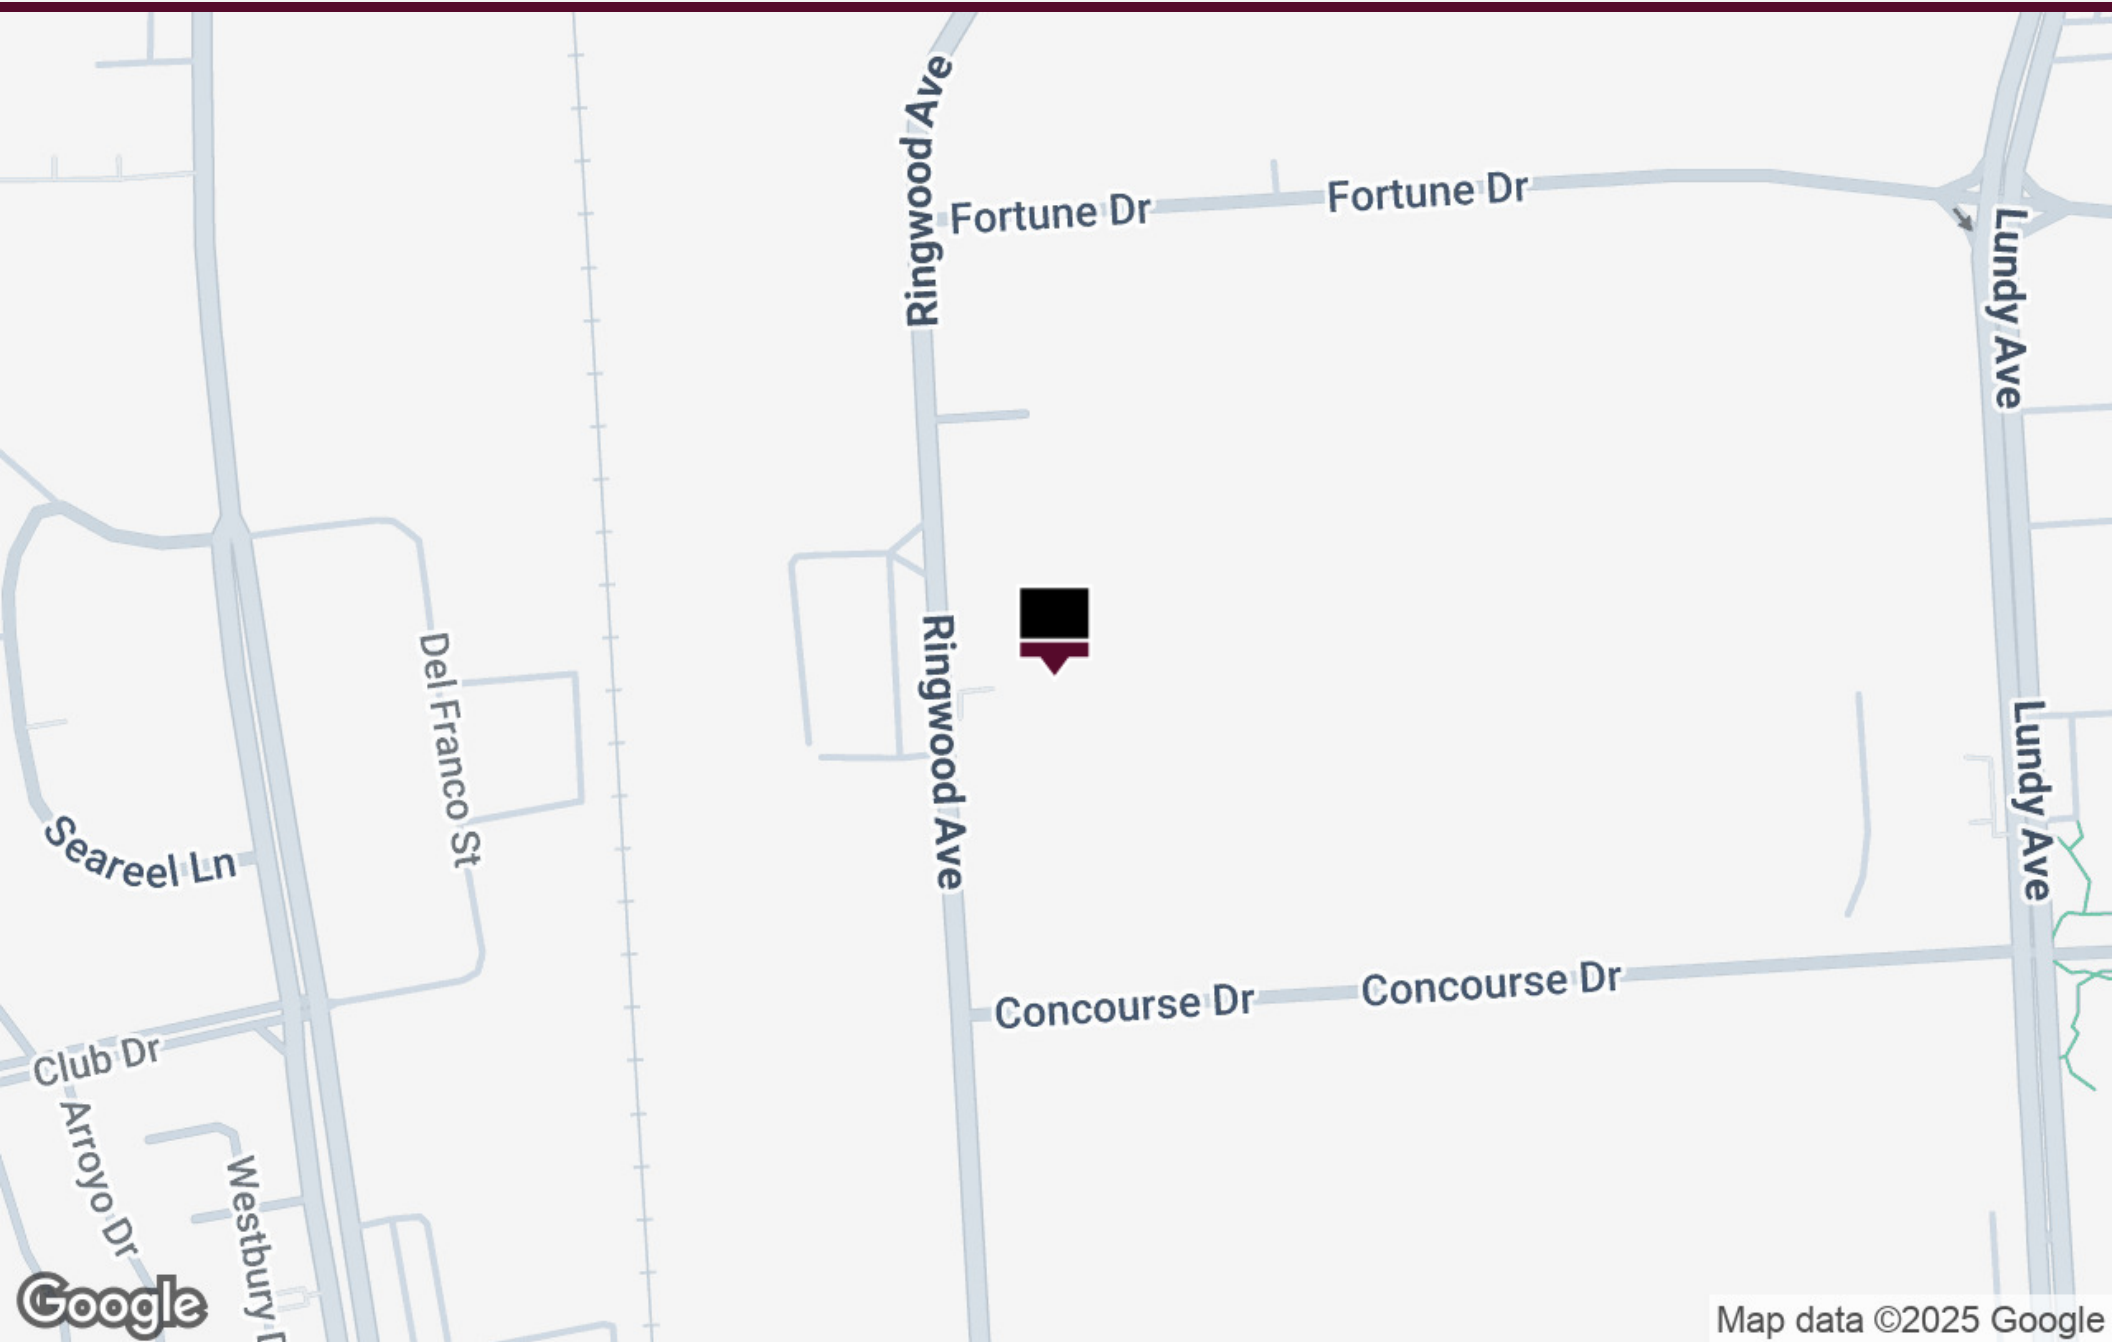 Ringwood Ave
Fortune Dr
Fortune Dr
Lundy Ave
Ringwood Ave
Del Franco St
Lundy Ave
Seareel Ln
Concourse Dr
Concourse Dr
Club Dr
Arroyo Dr
Westbury D
Google
Map data ©2025 Google